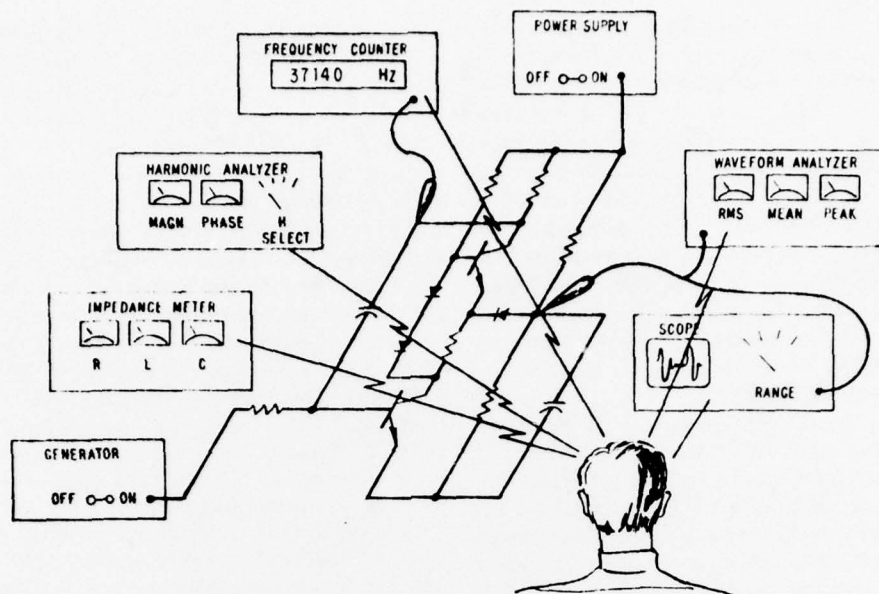 POWER SUPPLY
OFF ON
FREQUENCY COUNTER
37140 HZ
HARMONIC ANALYZER
MAGN PHASE H
SELECT
WAVEFORM ANALYZER
RMS MEAN PEAK
IMPEDANCE METER
R L C
SCOPE
RANGE
GENERATOR
OFF ON